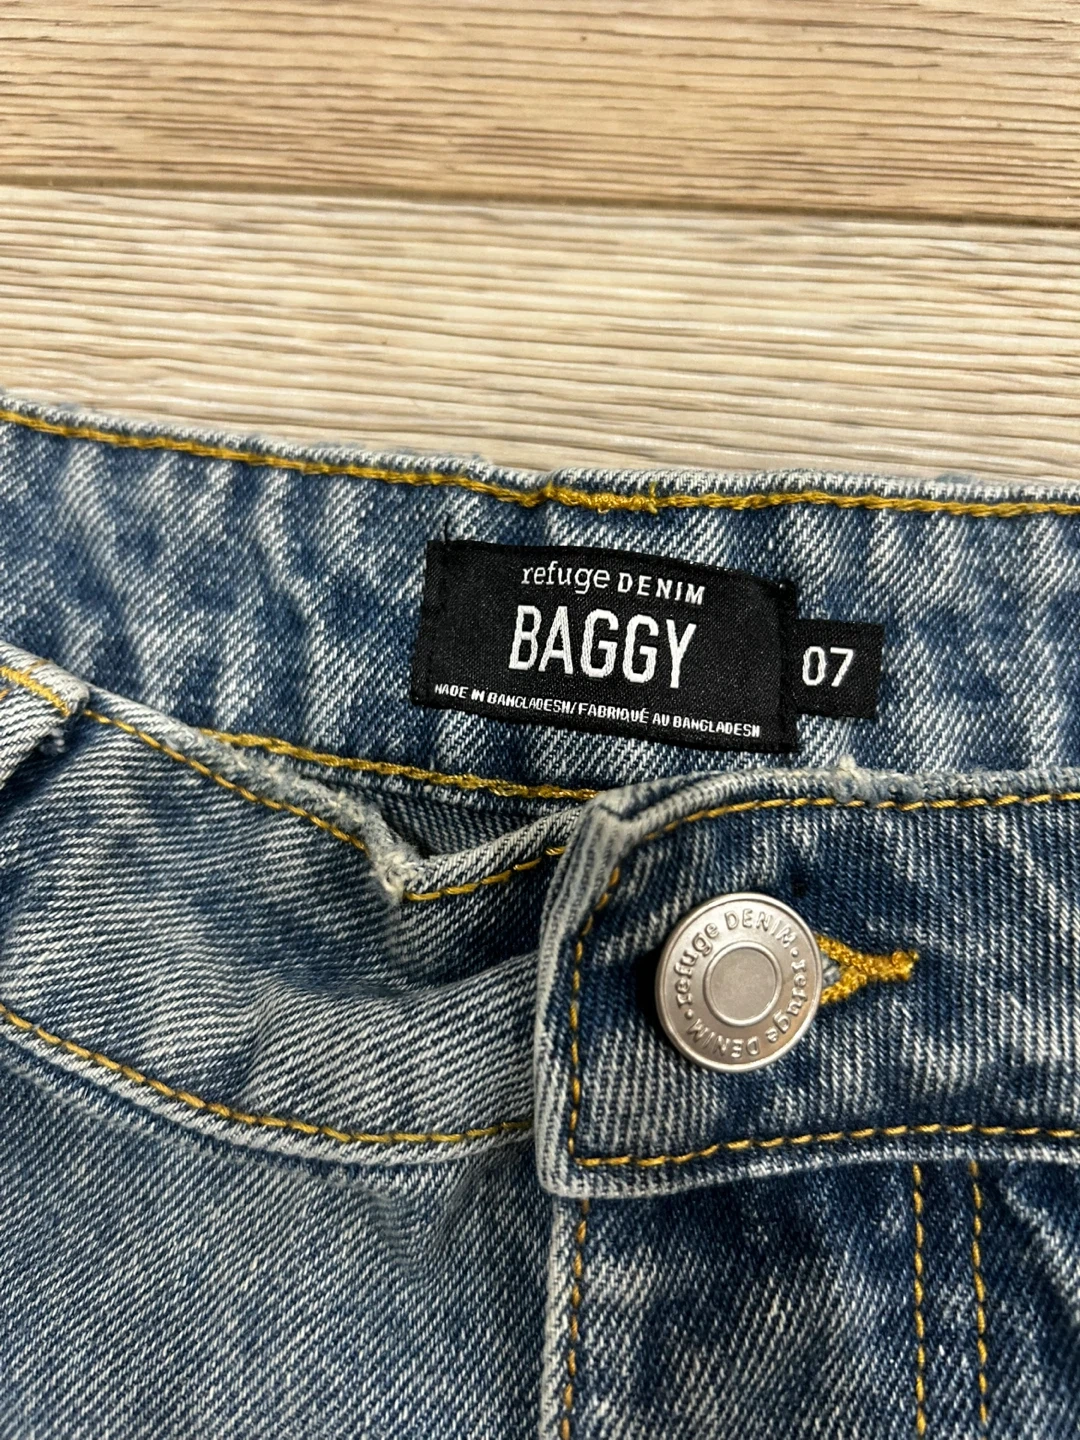 refuge DENIM
BAGGY
07
MADE IN BANGLADESH/FABRIQUÉ AU BANGLADESH
refuge DENIM · refuge DENIM ·